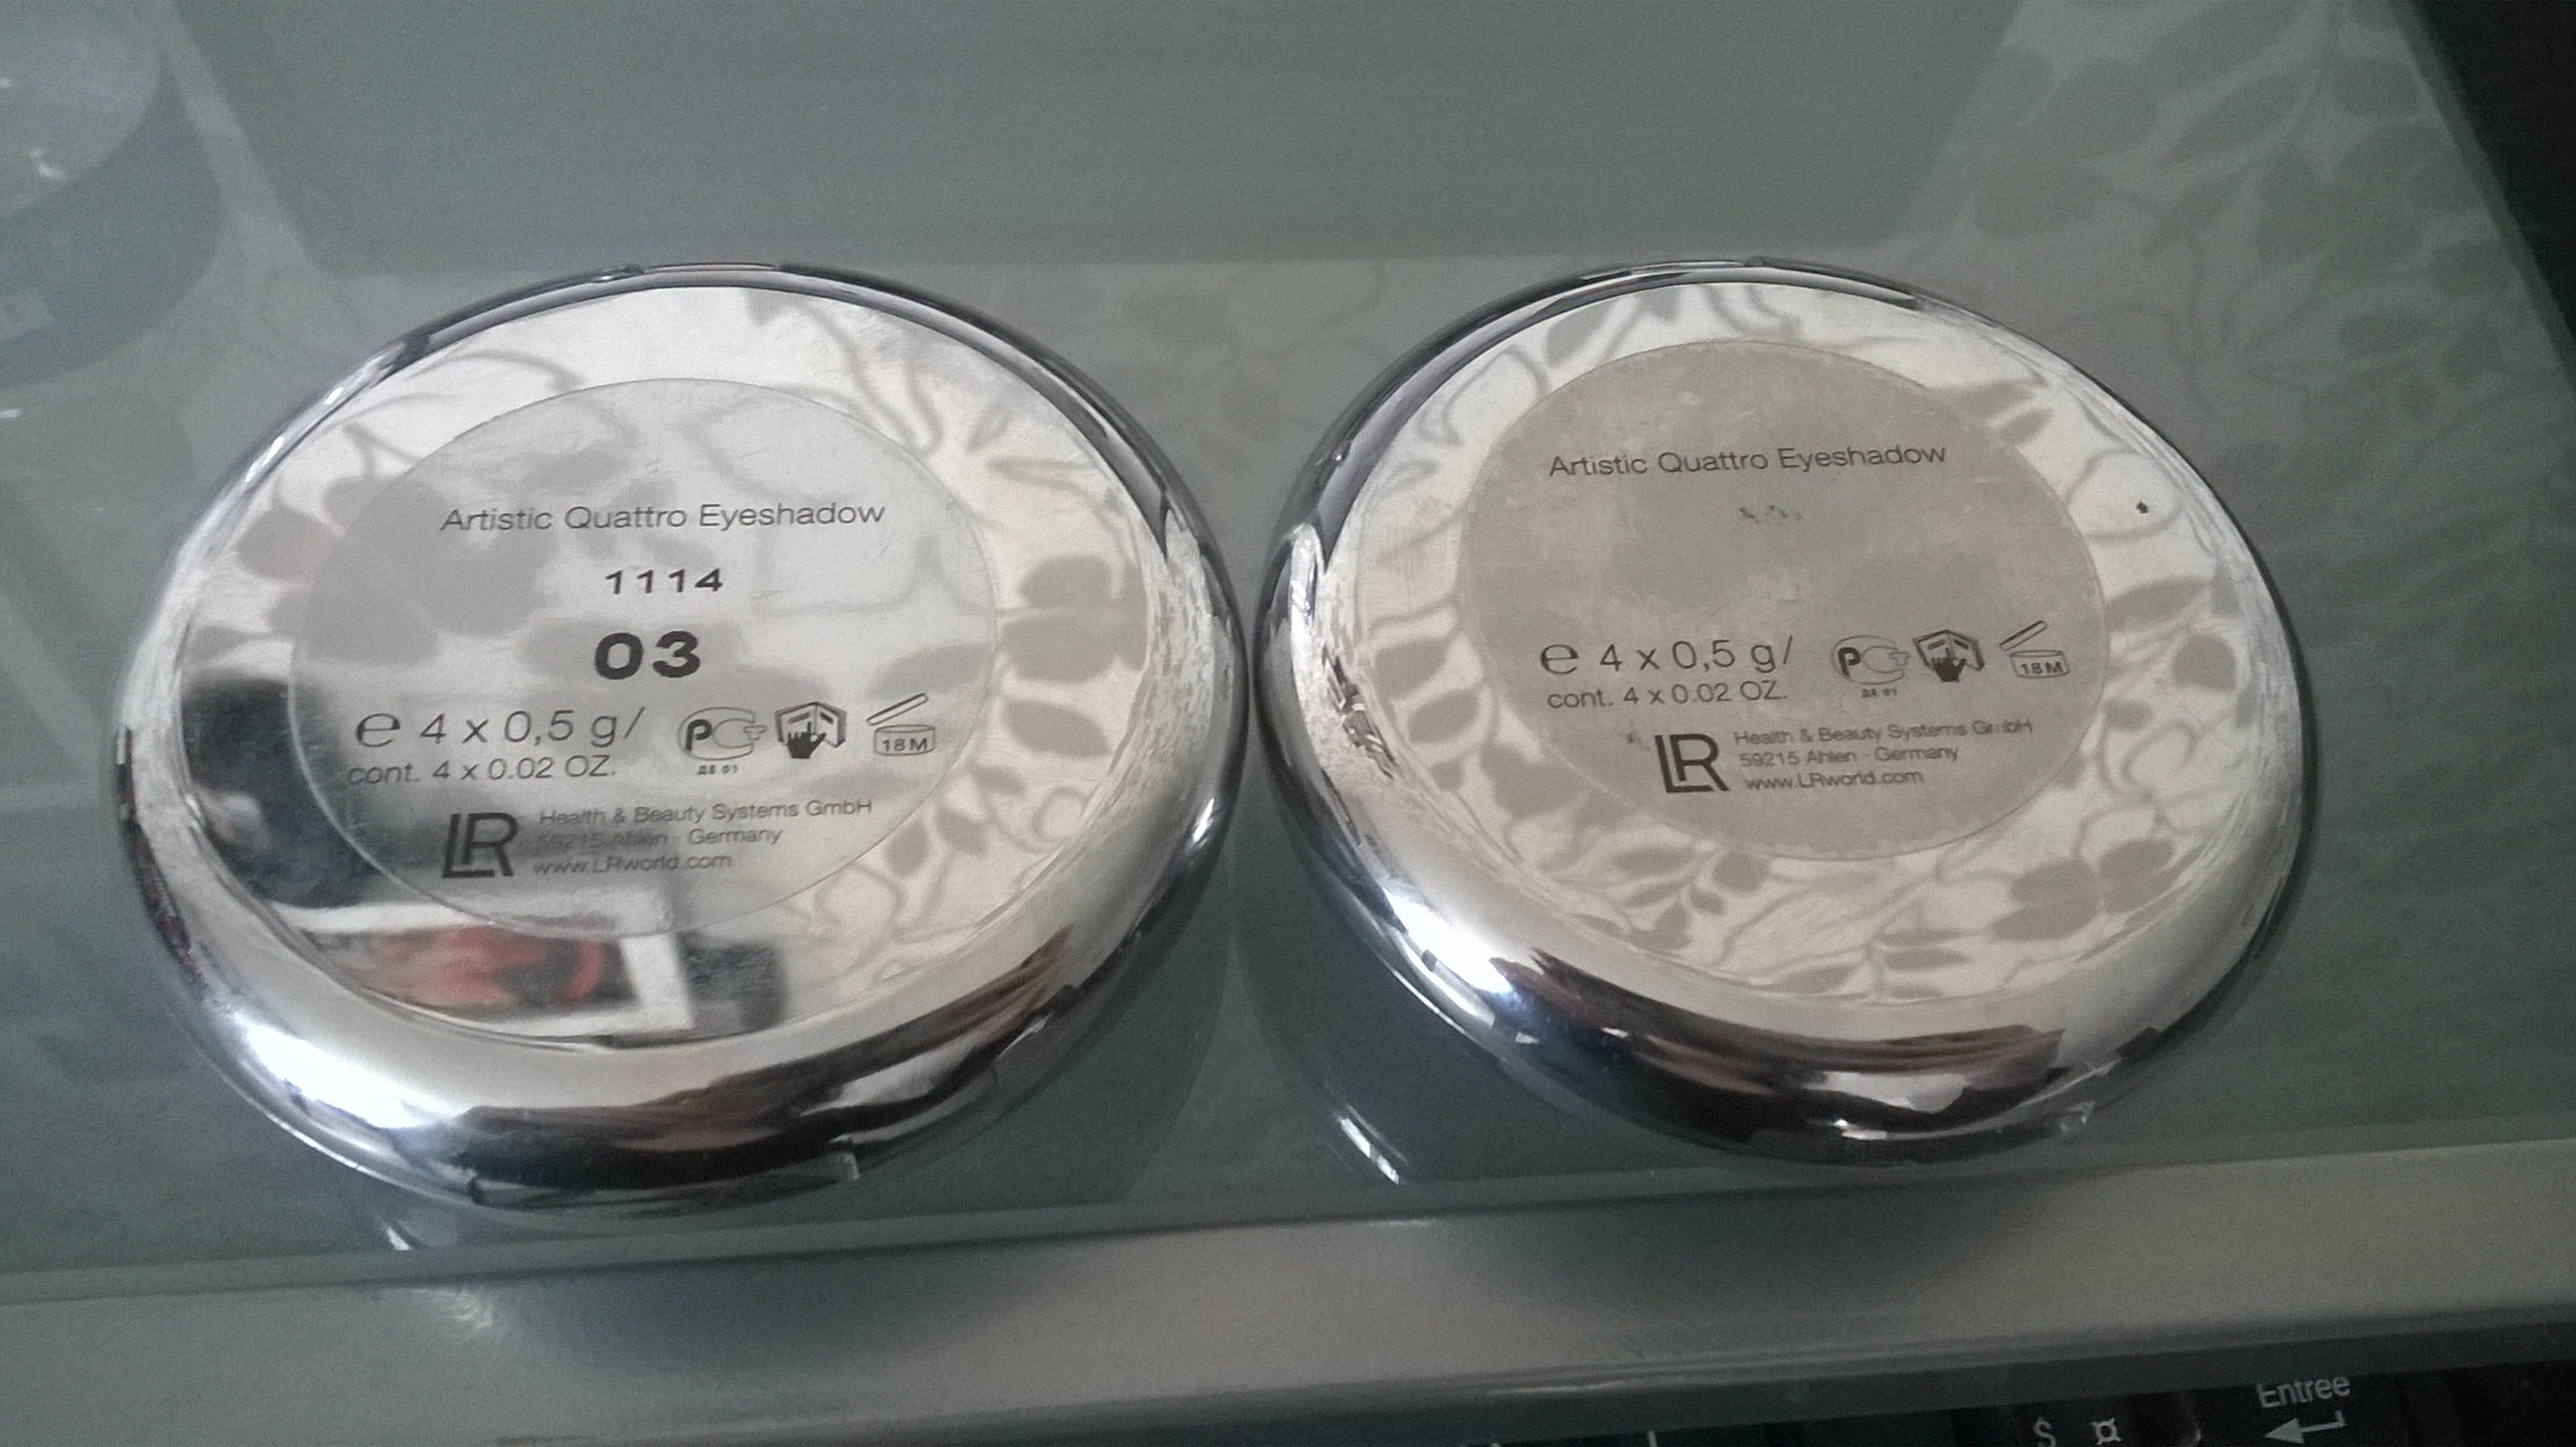 Artistic Quattro Eyeshadow
1114
03
℮ 4 x 0,5 g/
cont. 4 x 0.02 OZ.
18M
LR
Health & Beauty Systems GmbH
59215 Ahlen · Germany
www.LRworld.com
Artistic Quattro Eyeshadow
℮ 4 x 0,5 g/
cont. 4 x 0.02 OZ.
18M
LR
Health & Beauty Systems GmbH
59215 Ahlen · Germany
www.LRworld.com
Entree
$ ¤